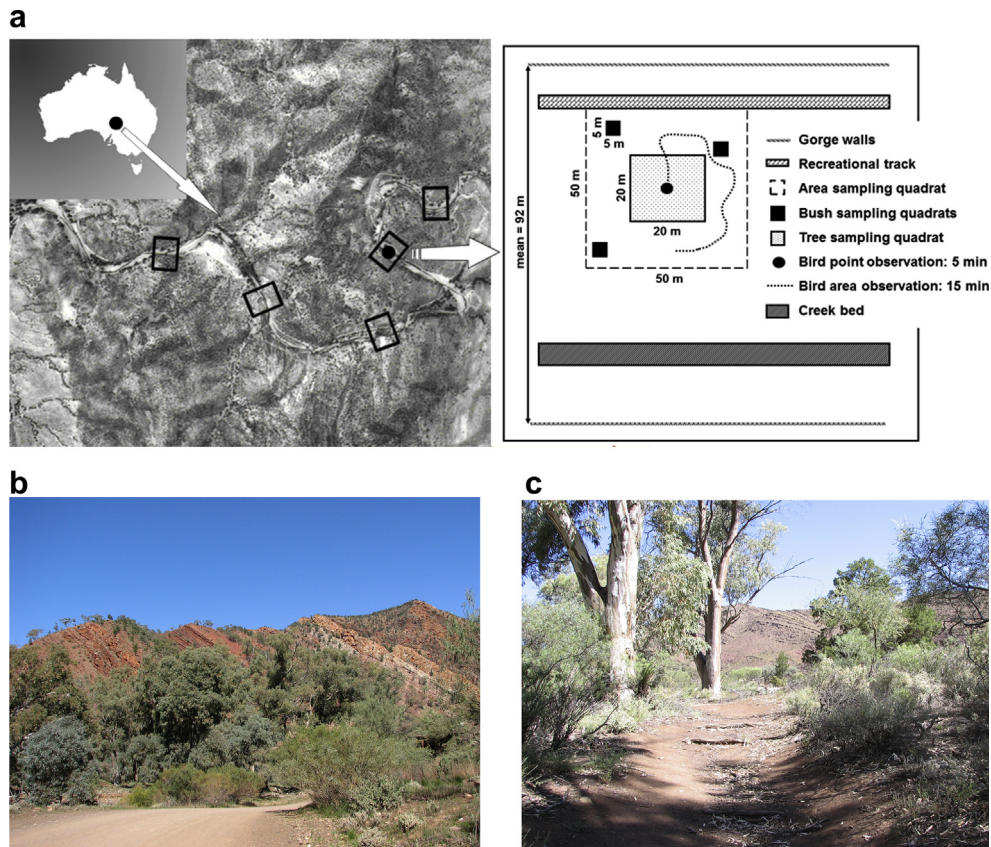 a
mean = 92 m
50 m
5 m
5 m
20 m
20 m
50 m
Gorge walls
Recreational track
Area sampling quadrat
Bush sampling quadrats
Tree sampling quadrat
Bird point observation: 5 min
Bird area observation: 15 min
Creek bed
b
c